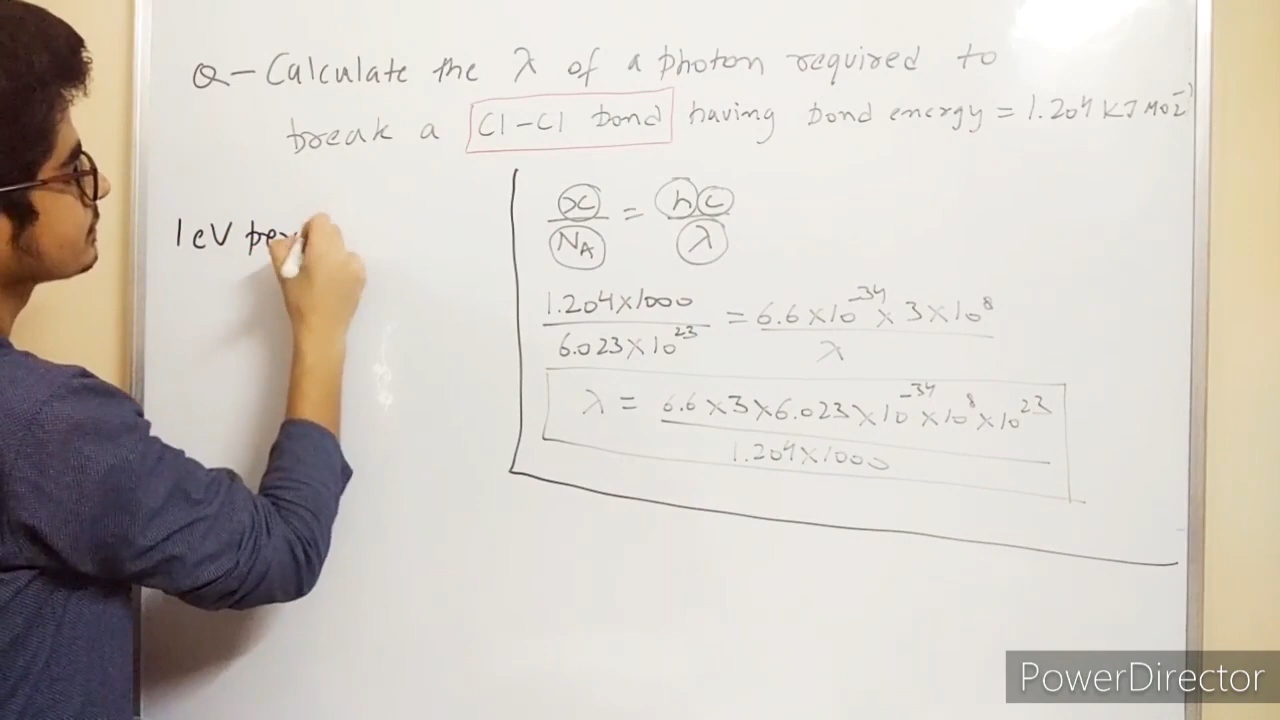 Q- Calculate the λ of a photon required to
break a Cl-Cl bond having bond energy = 1.204 KJ Mol⁻¹
1eV per
x/N_A = hc/λ
1.204×1000/6.023×10²³ = 6.6×10⁻³⁴×3×10⁸/λ
λ = 6.6×3×6.023×10⁻³⁴×10⁸×10²³/1.204×1000
PowerDirector